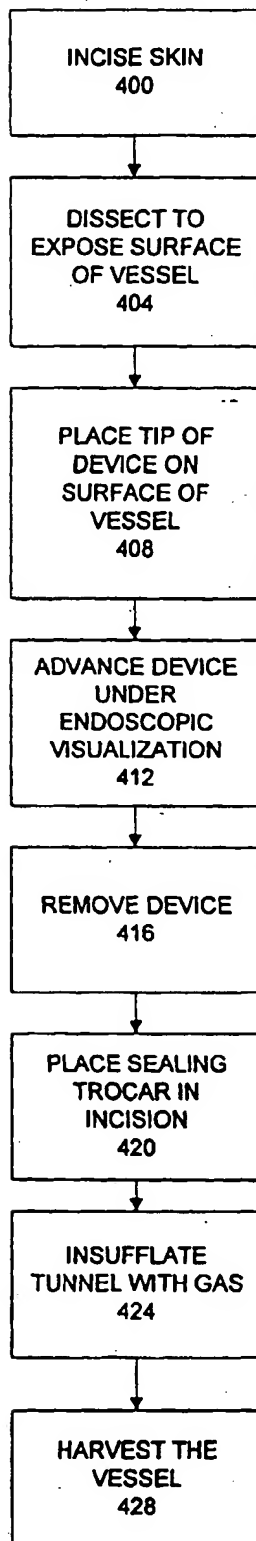 INCISE SKIN
400
DISSECT TO
EXPOSE SURFACE
OF VESSEL
404
PLACE TIP OF
DEVICE ON
SURFACE OF
VESSEL
408
ADVANCE DEVICE
UNDER
ENDOSCOPIC
VISUALIZATION
412
REMOVE DEVICE
416
PLACE SEALING
TROCAR IN
INCISION
420
INSUFFLATE
TUNNEL WITH GAS
424
HARVEST THE
VESSEL
428